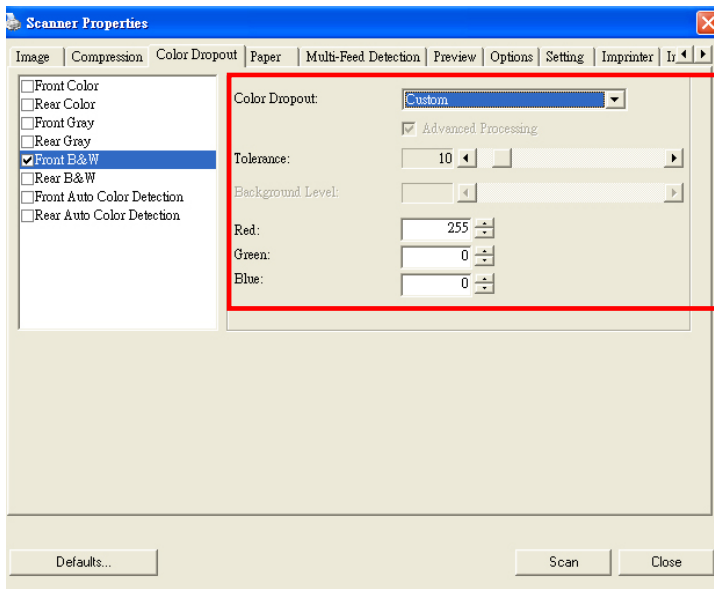 Scanner Properties
Image Compression Color Dropout Paper Multi-Feed Detection Preview Options Setting Imprinter
Front Color
Rear Color
Front Gray
Rear Gray
Front B&W
Rear B&W
Front Auto Color Detection
Rear Auto Color Detection
Color Dropout: Custom
Advanced Processing
Tolerance: 10
Background Level:
Red: 255
Green: 0
Blue: 0
Defaults... Scan Close